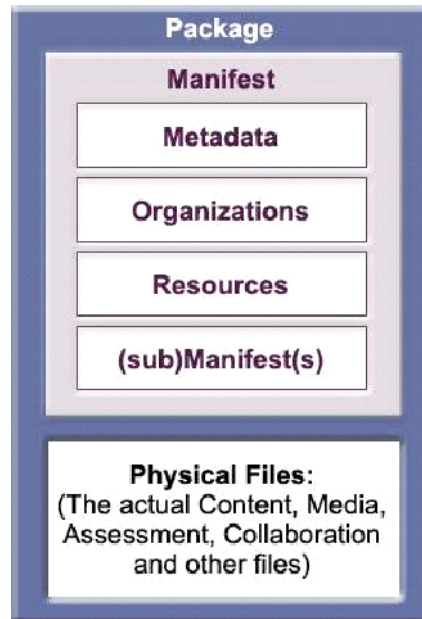 Package
Manifest
Metadata
Organizations
Resources
(sub)Manifest(s)
Physical Files:
(The actual Content, Media,
Assessment, Collaboration
and other files)